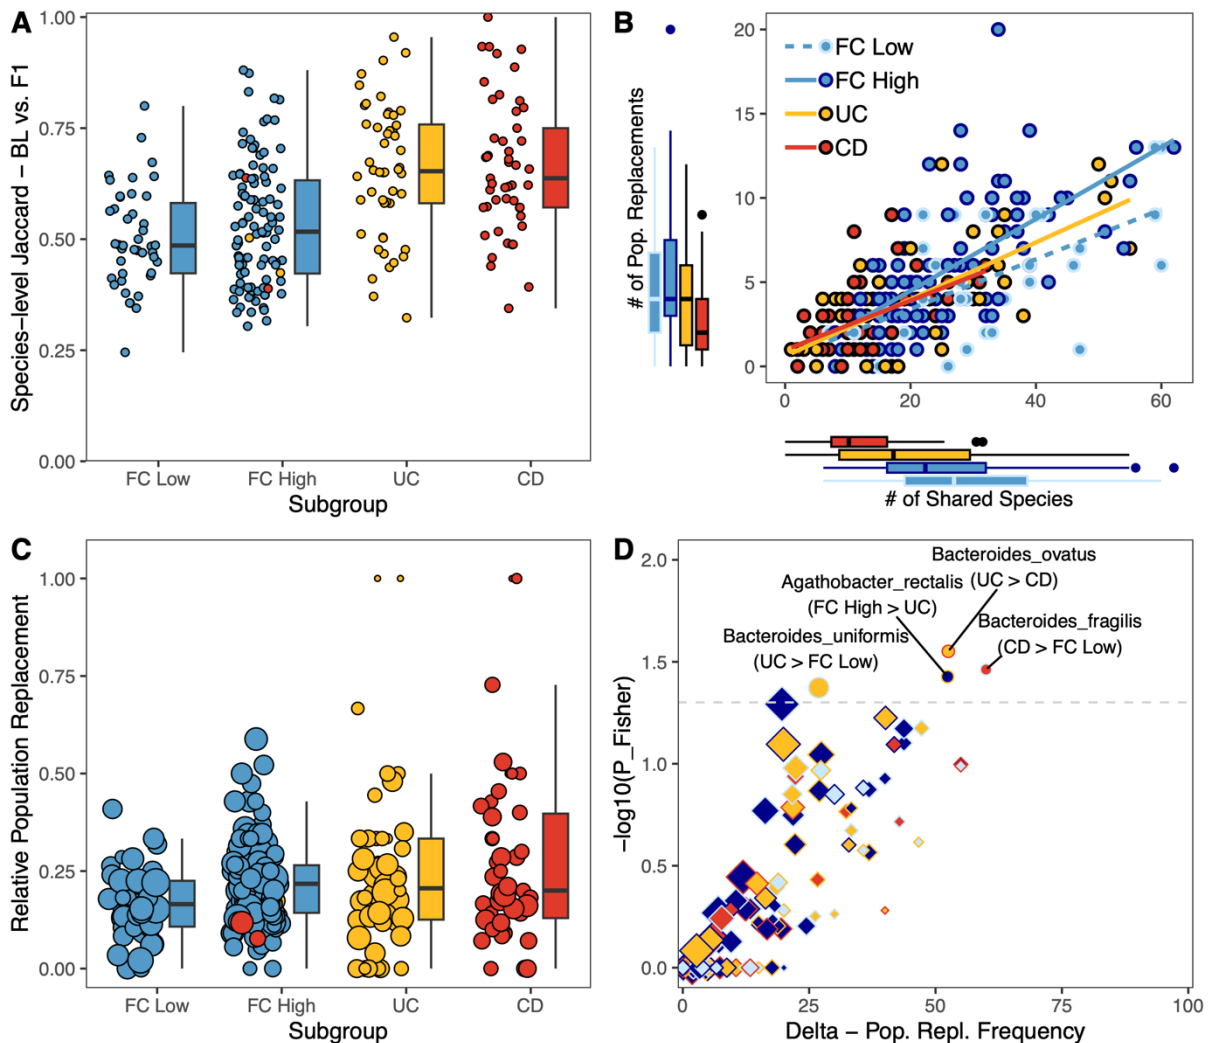 A
Species−level Jaccard − BL vs. F1
1.00
0.75
0.50
0.25
0.00
FC Low
FC High
UC
CD
Subgroup
B
# of Pop. Replacements
20
15
10
5
0
FC Low
FC High
UC
CD
0
20
40
60
# of Shared Species
C
Relative Population Replacement
1.00
0.75
0.50
0.25
0.00
FC Low
FC High
UC
CD
Subgroup
D
−log10(P_Fisher)
2.0
1.5
1.0
0.5
0.0
Bacteroides_ovatus
(UC > CD)
Agathobacter_rectalis
(FC High > UC)
Bacteroides_fragilis
(CD > FC Low)
Bacteroides_uniformis
(UC > FC Low)
0
25
50
75
100
Delta − Pop. Repl. Frequency